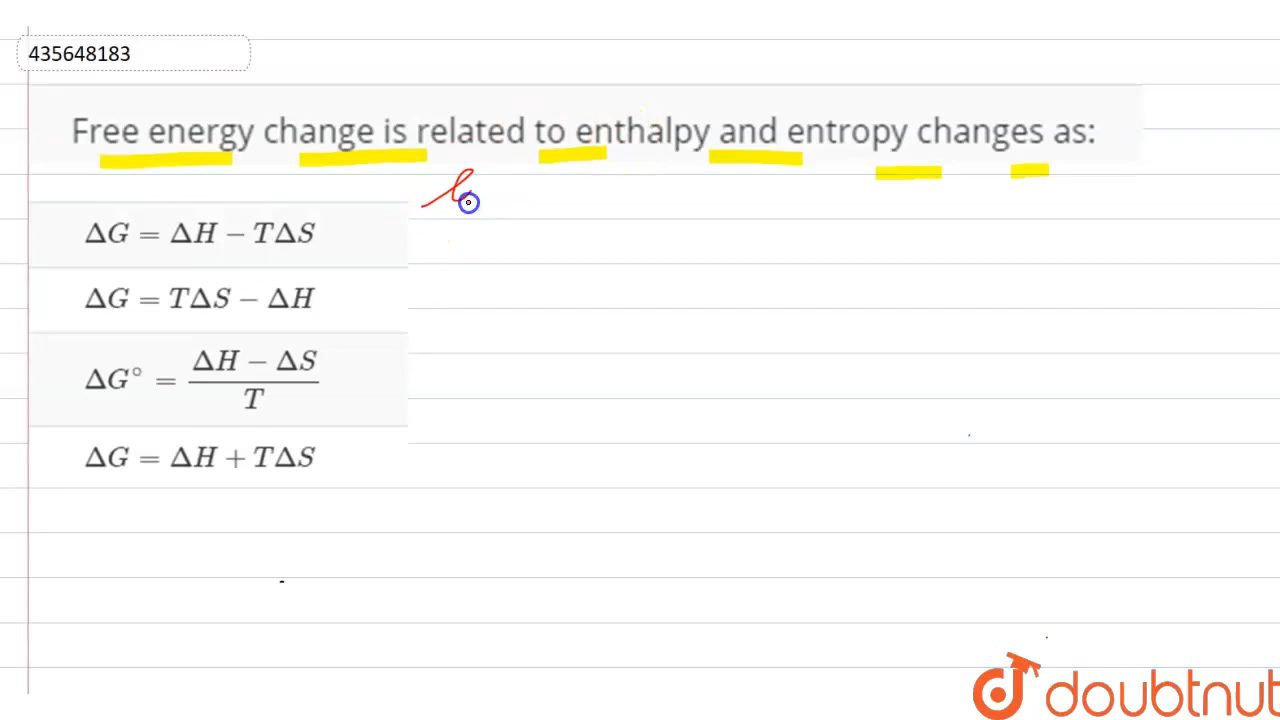 435648183
Free energy change is related to enthalpy and entropy changes as:
ΔG = ΔH − TΔS
ΔG = TΔS − ΔH
ΔG° = (ΔH − ΔS)/T
ΔG = ΔH + TΔS
doubtnut